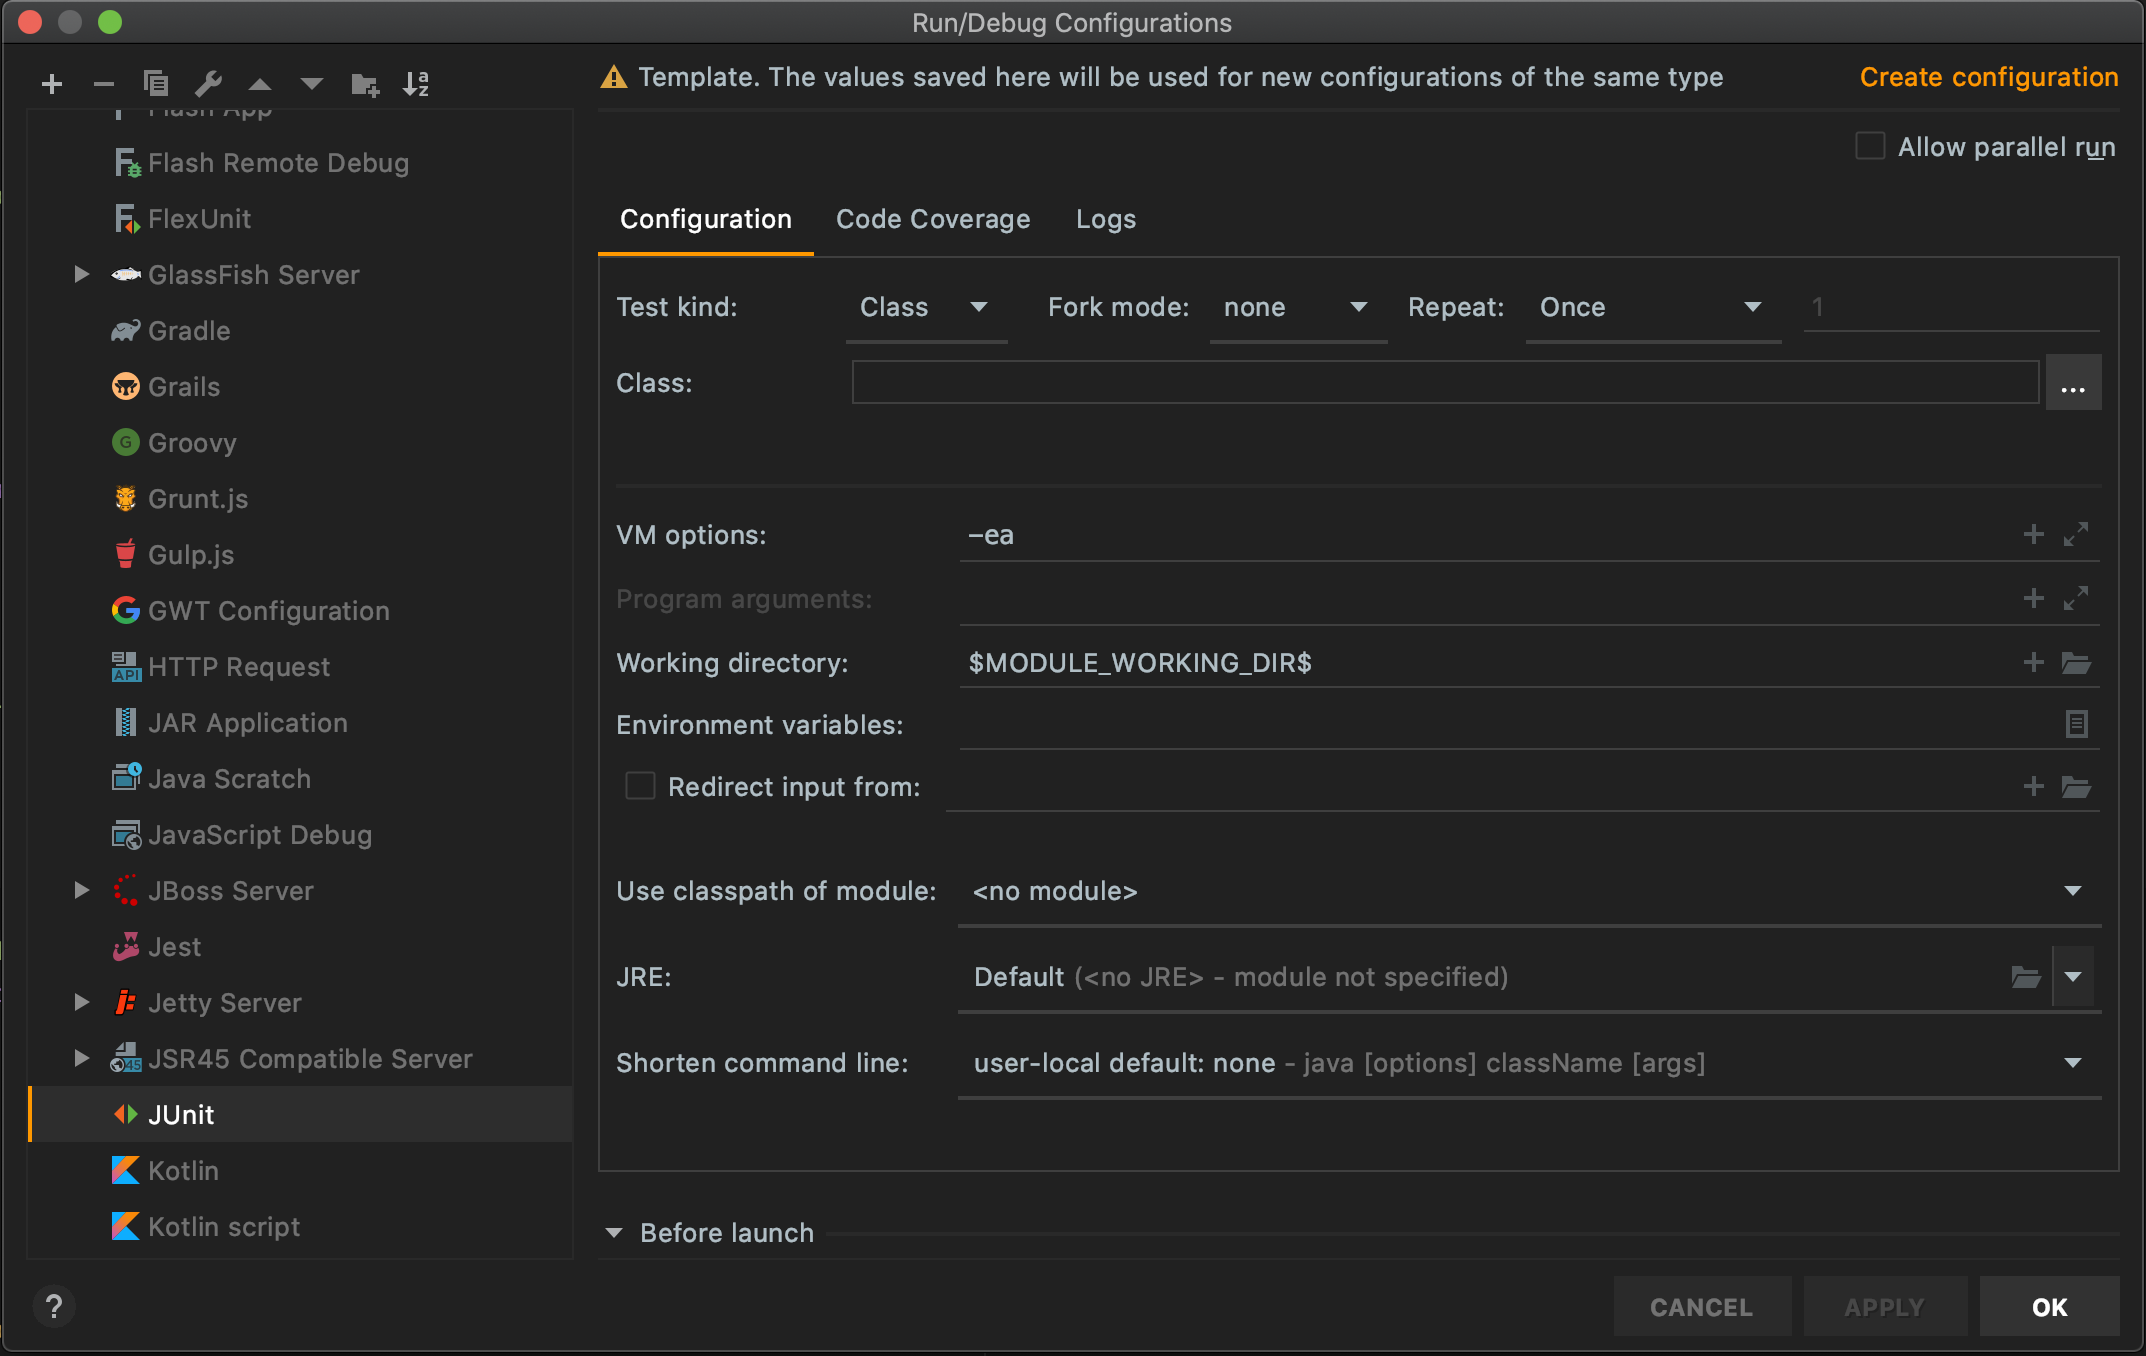 Run/Debug Configurations
Template. The values saved here will be used for new configurations of the same type
Create configuration
Allow parallel run
Flash App
Flash Remote Debug
FlexUnit
GlassFish Server
Gradle
Grails
Groovy
Grunt.js
Gulp.js
GWT Configuration
HTTP Request
JAR Application
Java Scratch
JavaScript Debug
JBoss Server
Jest
Jetty Server
JSR45 Compatible Server
JUnit
Kotlin
Kotlin script
Configuration Code Coverage Logs
Test kind: Class Fork mode: none Repeat: Once 1
Class: ...
VM options: -ea
Program arguments:
Working directory: $MODULE_WORKING_DIR$
Environment variables:
Redirect input from:
Use classpath of module: <no module>
JRE: Default (<no JRE> - module not specified)
Shorten command line: user-local default: none - java [options] className [args]
Before launch
? CANCEL APPLY OK